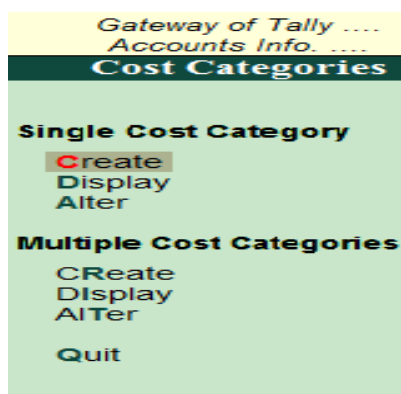 Gateway of Tally ....
Accounts Info. ....
Cost Categories
Single Cost Category
Create
Display
Alter
Multiple Cost Categories
CReate
DIsplay
AlTer
Quit